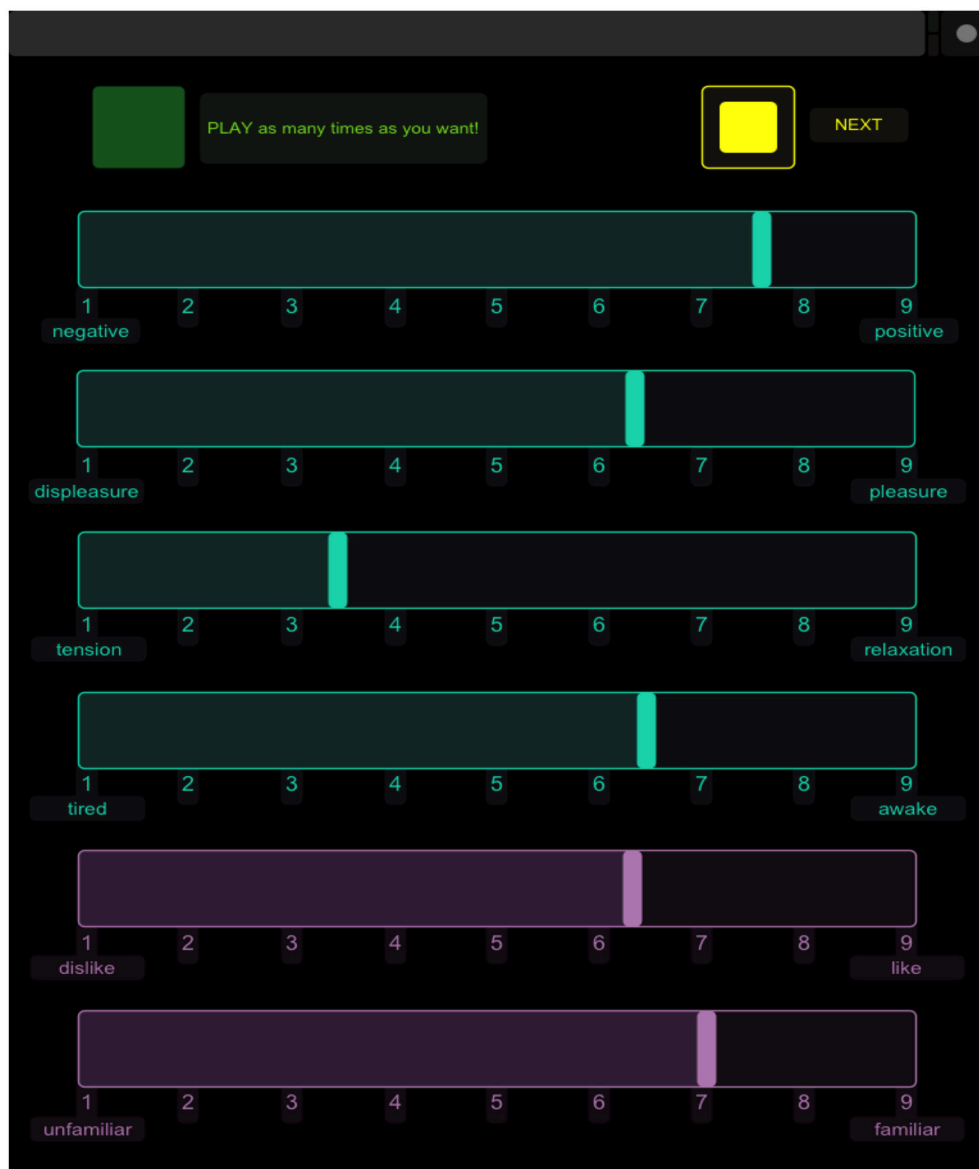 PLAY as many times as you want!
NEXT
1 2 3 4 5 6 7 8 9
negative positive
1 2 3 4 5 6 7 8 9
displeasure pleasure
1 2 3 4 5 6 7 8 9
tension relaxation
1 2 3 4 5 6 7 8 9
tired awake
1 2 3 4 5 6 7 8 9
dislike like
1 2 3 4 5 6 7 8 9
unfamiliar familiar